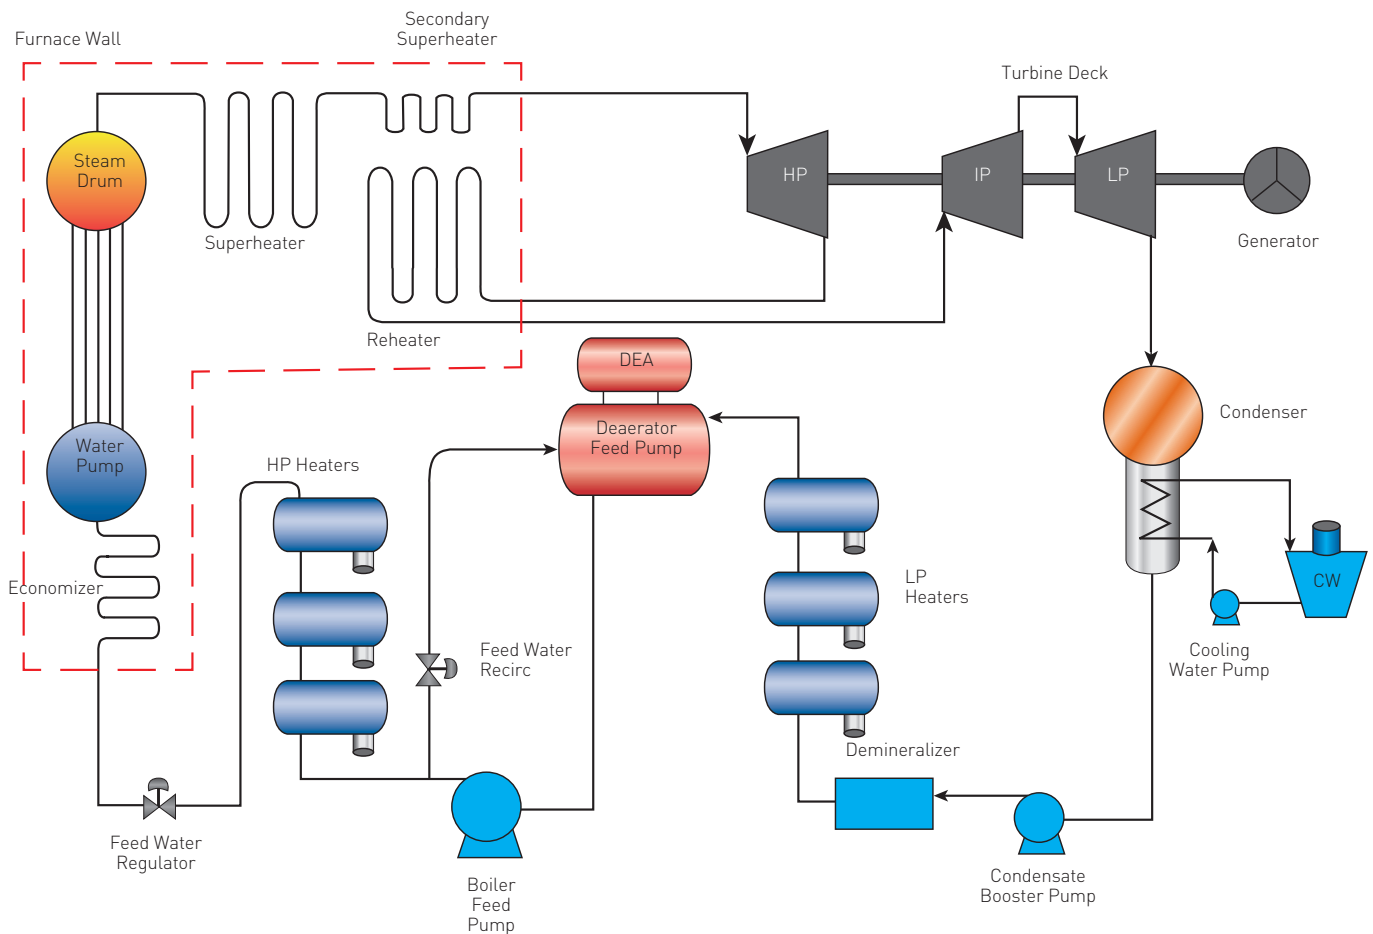 Secondary
Superheater
Furnace Wall
Turbine Deck
Steam
Drum
HP
IP
LP
Superheater
Generator
Reheater
DEA
Condenser
Deaerator
Feed Pump
Water
Pump
HP Heaters
Economizer
LP
Heaters
CW
Feed Water
Recirc
Cooling
Water Pump
Demineralizer
Feed Water
Regulator
Boiler
Feed
Pump
Condensate
Booster Pump